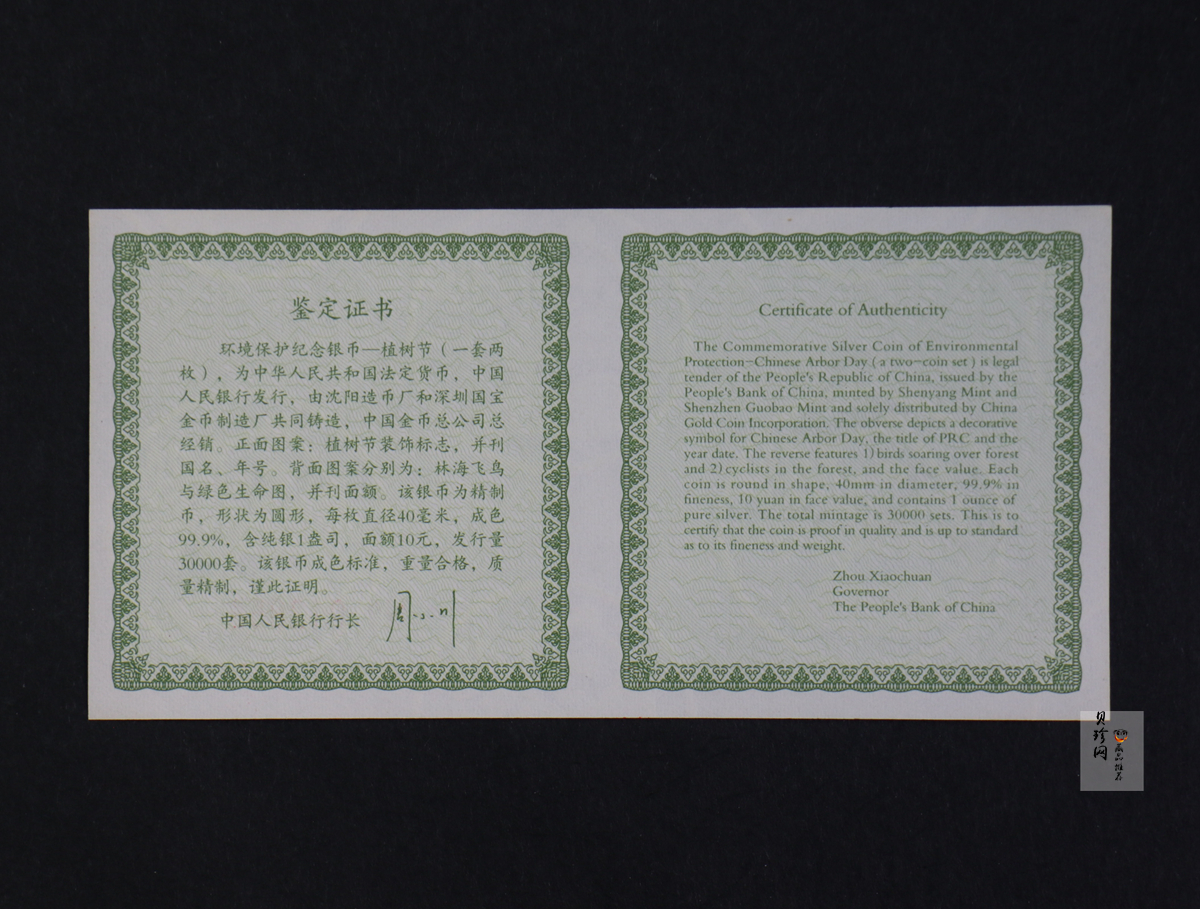 鉴定证书
环境保护纪念银币—植树节（一套两
枚），为中华人民共和国法定货币，中国
人民银行发行，由沈阳造币厂和深圳国宝
金币制造厂共同铸造，中国金币总公司总
经销。正面图案：植树节装饰标志，并刊
国名、年号。背面图案分别为：林海飞鸟
与绿色生命图，并刊面额。该银币为精制
币，形状为圆形，每枚直径40毫米，成色
99.9%，含纯银1盎司，面额10元，发行量
30000套。该银币成色标准，重量合格，质
量精制，谨此证明。
中国人民银行行长
周小川
Certificate of Authenticity
The Commemorative Silver Coin of Environmental
Protection—Chinese Arbor Day (a two-coin set) is legal
tender of the People's Republic of China, issued by the
People's Bank of China, minted by Shenyang Mint and
Shenzhen Guobao Mint and solely distributed by China
Gold Coin Incorporation. The obverse depicts a decorative
symbol for Chinese Arbor Day, the title of PRC and the
year date. The reverse features 1) birds soaring over forest
and 2) cyclists in the forest, and the face value. Each
coin is round in shape, 40mm in diameter, 99.9% in
fineness, 10 yuan in face value, and contains 1 ounce of
pure silver. The total mintage is 30000 sets. This is to
certify that the coin is proof in quality and is up to standard
as to its fineness and weight.
Zhou Xiaochuan
Governor
The People's Bank of China
贝珍网
藏品推荐